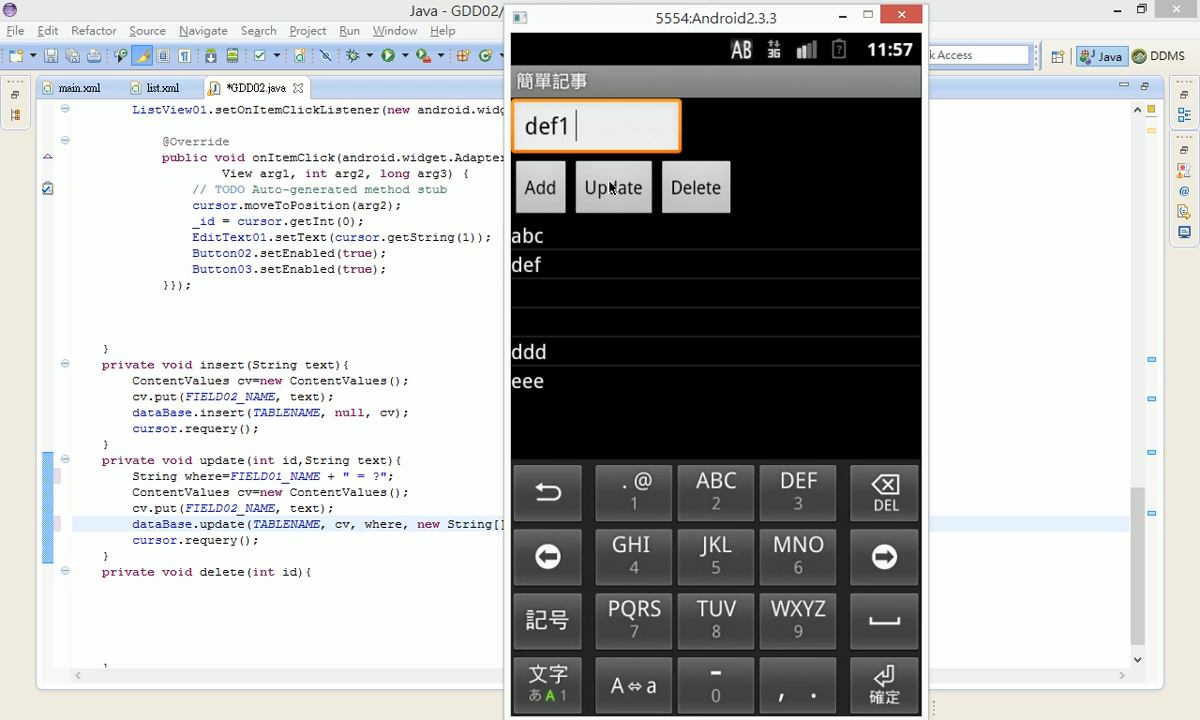 Java - GDD02/
5554:Android2.3.3
File Edit Refactor Source Navigate Search Project Run Window Help
AB 3G 11:57
k Access
Java
DDMS
main.xml
list.xml
*GDD02.java
簡單記事
def1
Add
Update
Delete
abc
def
ddd
eee
ListView01.setOnItemClickListener(new android.widg
@Override
public void onItemClick(android.widget.Adapter
View arg1, int arg2, long arg3) {
// TODO Auto-generated method stub
cursor.moveToPosition(arg2);
_id = cursor.getInt(0);
EditText01.setText(cursor.getString(1));
Button02.setEnabled(true);
Button03.setEnabled(true);
}});
}
private void insert(String text){
ContentValues cv=new ContentValues();
cv.put(FIELD02_NAME, text);
dataBase.insert(TABLENAME, null, cv);
cursor.requery();
}
private void update(int id,String text){
String where=FIELD01_NAME + " = ?";
ContentValues cv=new ContentValues();
cv.put(FIELD02_NAME, text);
dataBase.update(TABLENAME, cv, where, new String[]
cursor.requery();
}
private void delete(int id){
. @ 1
ABC 2
DEF 3
DEL
GHI 4
JKL 5
MNO 6
記号
PQRS 7
TUV 8
WXYZ 9
文字
あA1
A⇔a
- 0
, .
確定